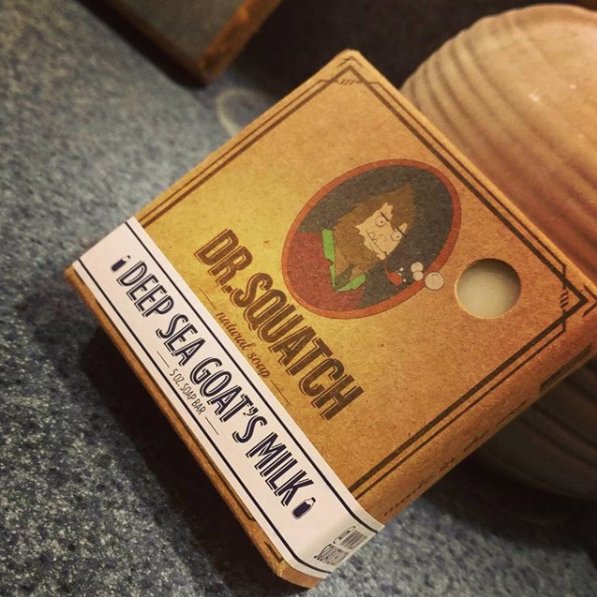 DR. SQUATCH
natural soap
DEEP SEA GOAT'S MILK
5 OZ. SOAP BAR